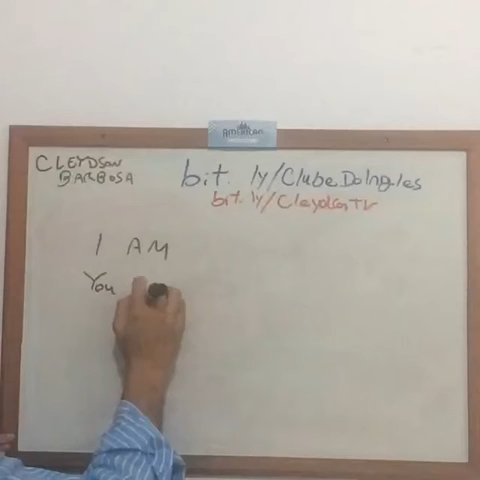 CLEYDSON
BARBOSA
bit.ly/ClubeDoIngles
bit.ly/CleydsonTV
I AM
You